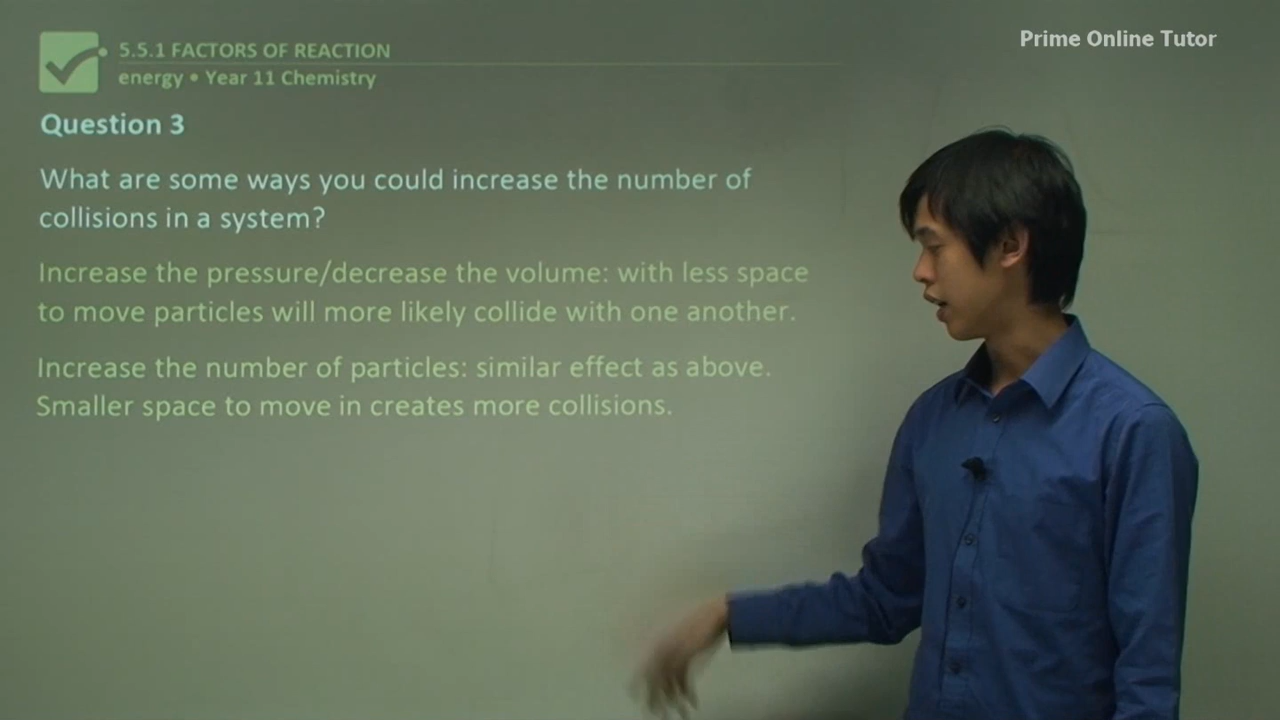 5.5.1 FACTORS OF REACTION
energy • Year 11 Chemistry
Prime Online Tutor
Question 3
What are some ways you could increase the number of
collisions in a system?
Increase the pressure/decrease the volume: with less space
to move particles will more likely collide with one another.
Increase the number of particles: similar effect as above.
Smaller space to move in creates more collisions.